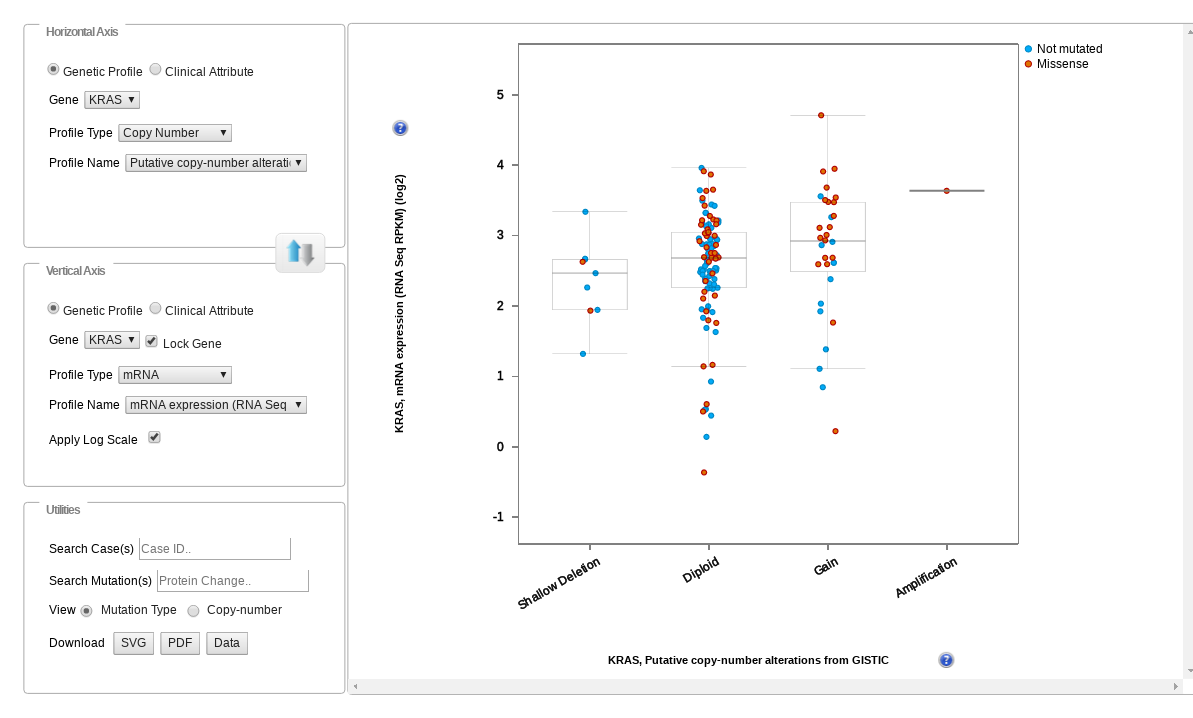 Horizontal Axis
Genetic Profile Clinical Attribute
Gene KRAS
Profile Type Copy Number
Profile Name Putative copy-number alterati
Vertical Axis
Genetic Profile Clinical Attribute
Gene KRAS Lock Gene
Profile Type mRNA
Profile Name mRNA expression (RNA Seq
Apply Log Scale
Utilities
Search Case(s) Case ID..
Search Mutation(s) Protein Change..
View Mutation Type Copy-number
Download SVG PDF Data
Not mutated
Missense
?
KRAS, mRNA expression (RNA Seq RPKM) (log2)
5
4
3
2
1
0
-1
Shallow Deletion
Diploid
Gain
Amplification
KRAS, Putative copy-number alterations from GISTIC ?